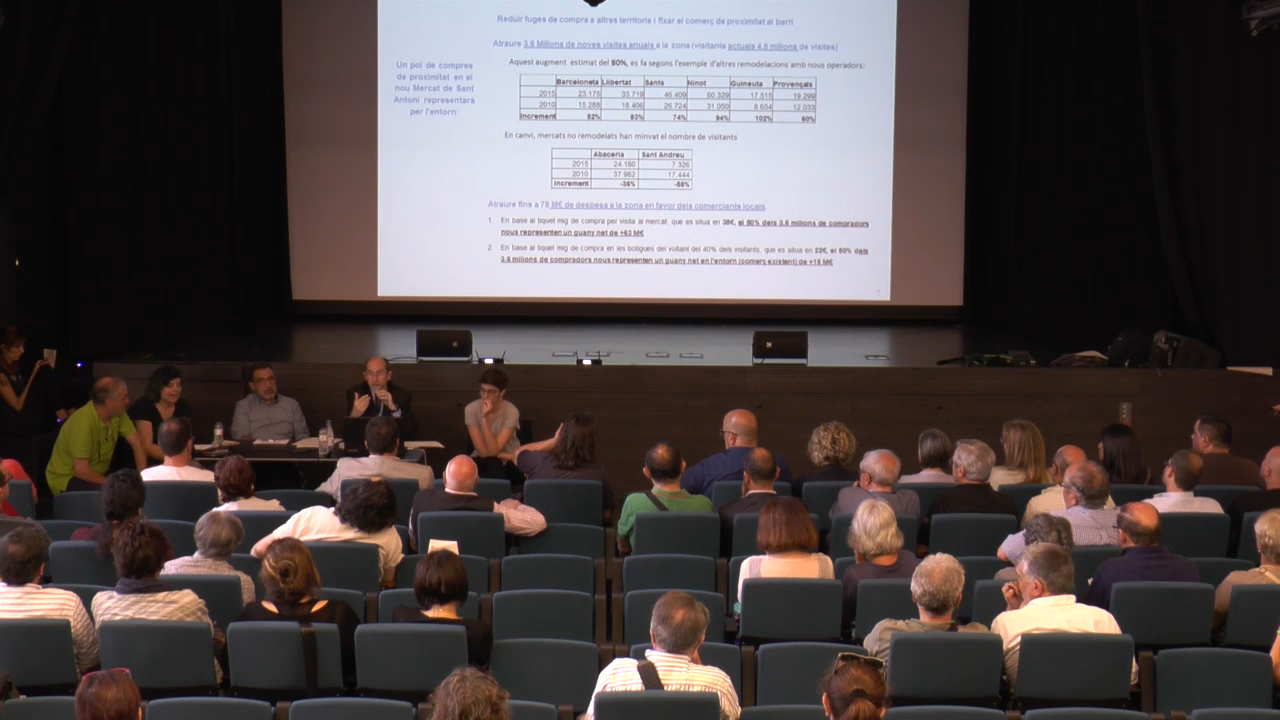 Reduir fuges de compra a altres territoris i fixar el comerç de proximitat al barri
Atraure 3,6 Milions de noves visites anuals a la zona (visitants actuals 4,6 milions de visites)
Un pol de compres
de proximitat en el
nou Mercat de Sant
Antoni representarà
per l'entorn:
Aquest augment estimat del 80%, es fa segons l'exemple d'altres remodelacions amb nous operadors:
Barceloneta Llibertat Sants Ninot Guineueta Provençals
2015 23.175 33.719 46.409 60.329 17.515 19.299
2010 15.288 18.406 26.724 31.050 8.654 12.033
Increment 52% 83% 74% 94% 102% 60%
En canvi, mercats no remodelats han minvat el nombre de visitants
Abaceria Sant Andreu
2015 24.180 7.326
2010 37.982 17.444
Increment -36% -58%
Atraure fins a 78 M€ de despesa a la zona en favor dels comerciants locals
1. En base al tiquet mig de compra per visita al mercat, que es situa en 36€, el 80% dels 3,6 milions de compradors
nous representen un guany net de +63 M€
2. En base al tiquet mig de compra en les botigues del voltant del 40% dels visitants, que es situa en 22€, el 80% dels
3,6 milions de compradors nous representen un guany net en l'entorn (comerç existent) de +15 M€